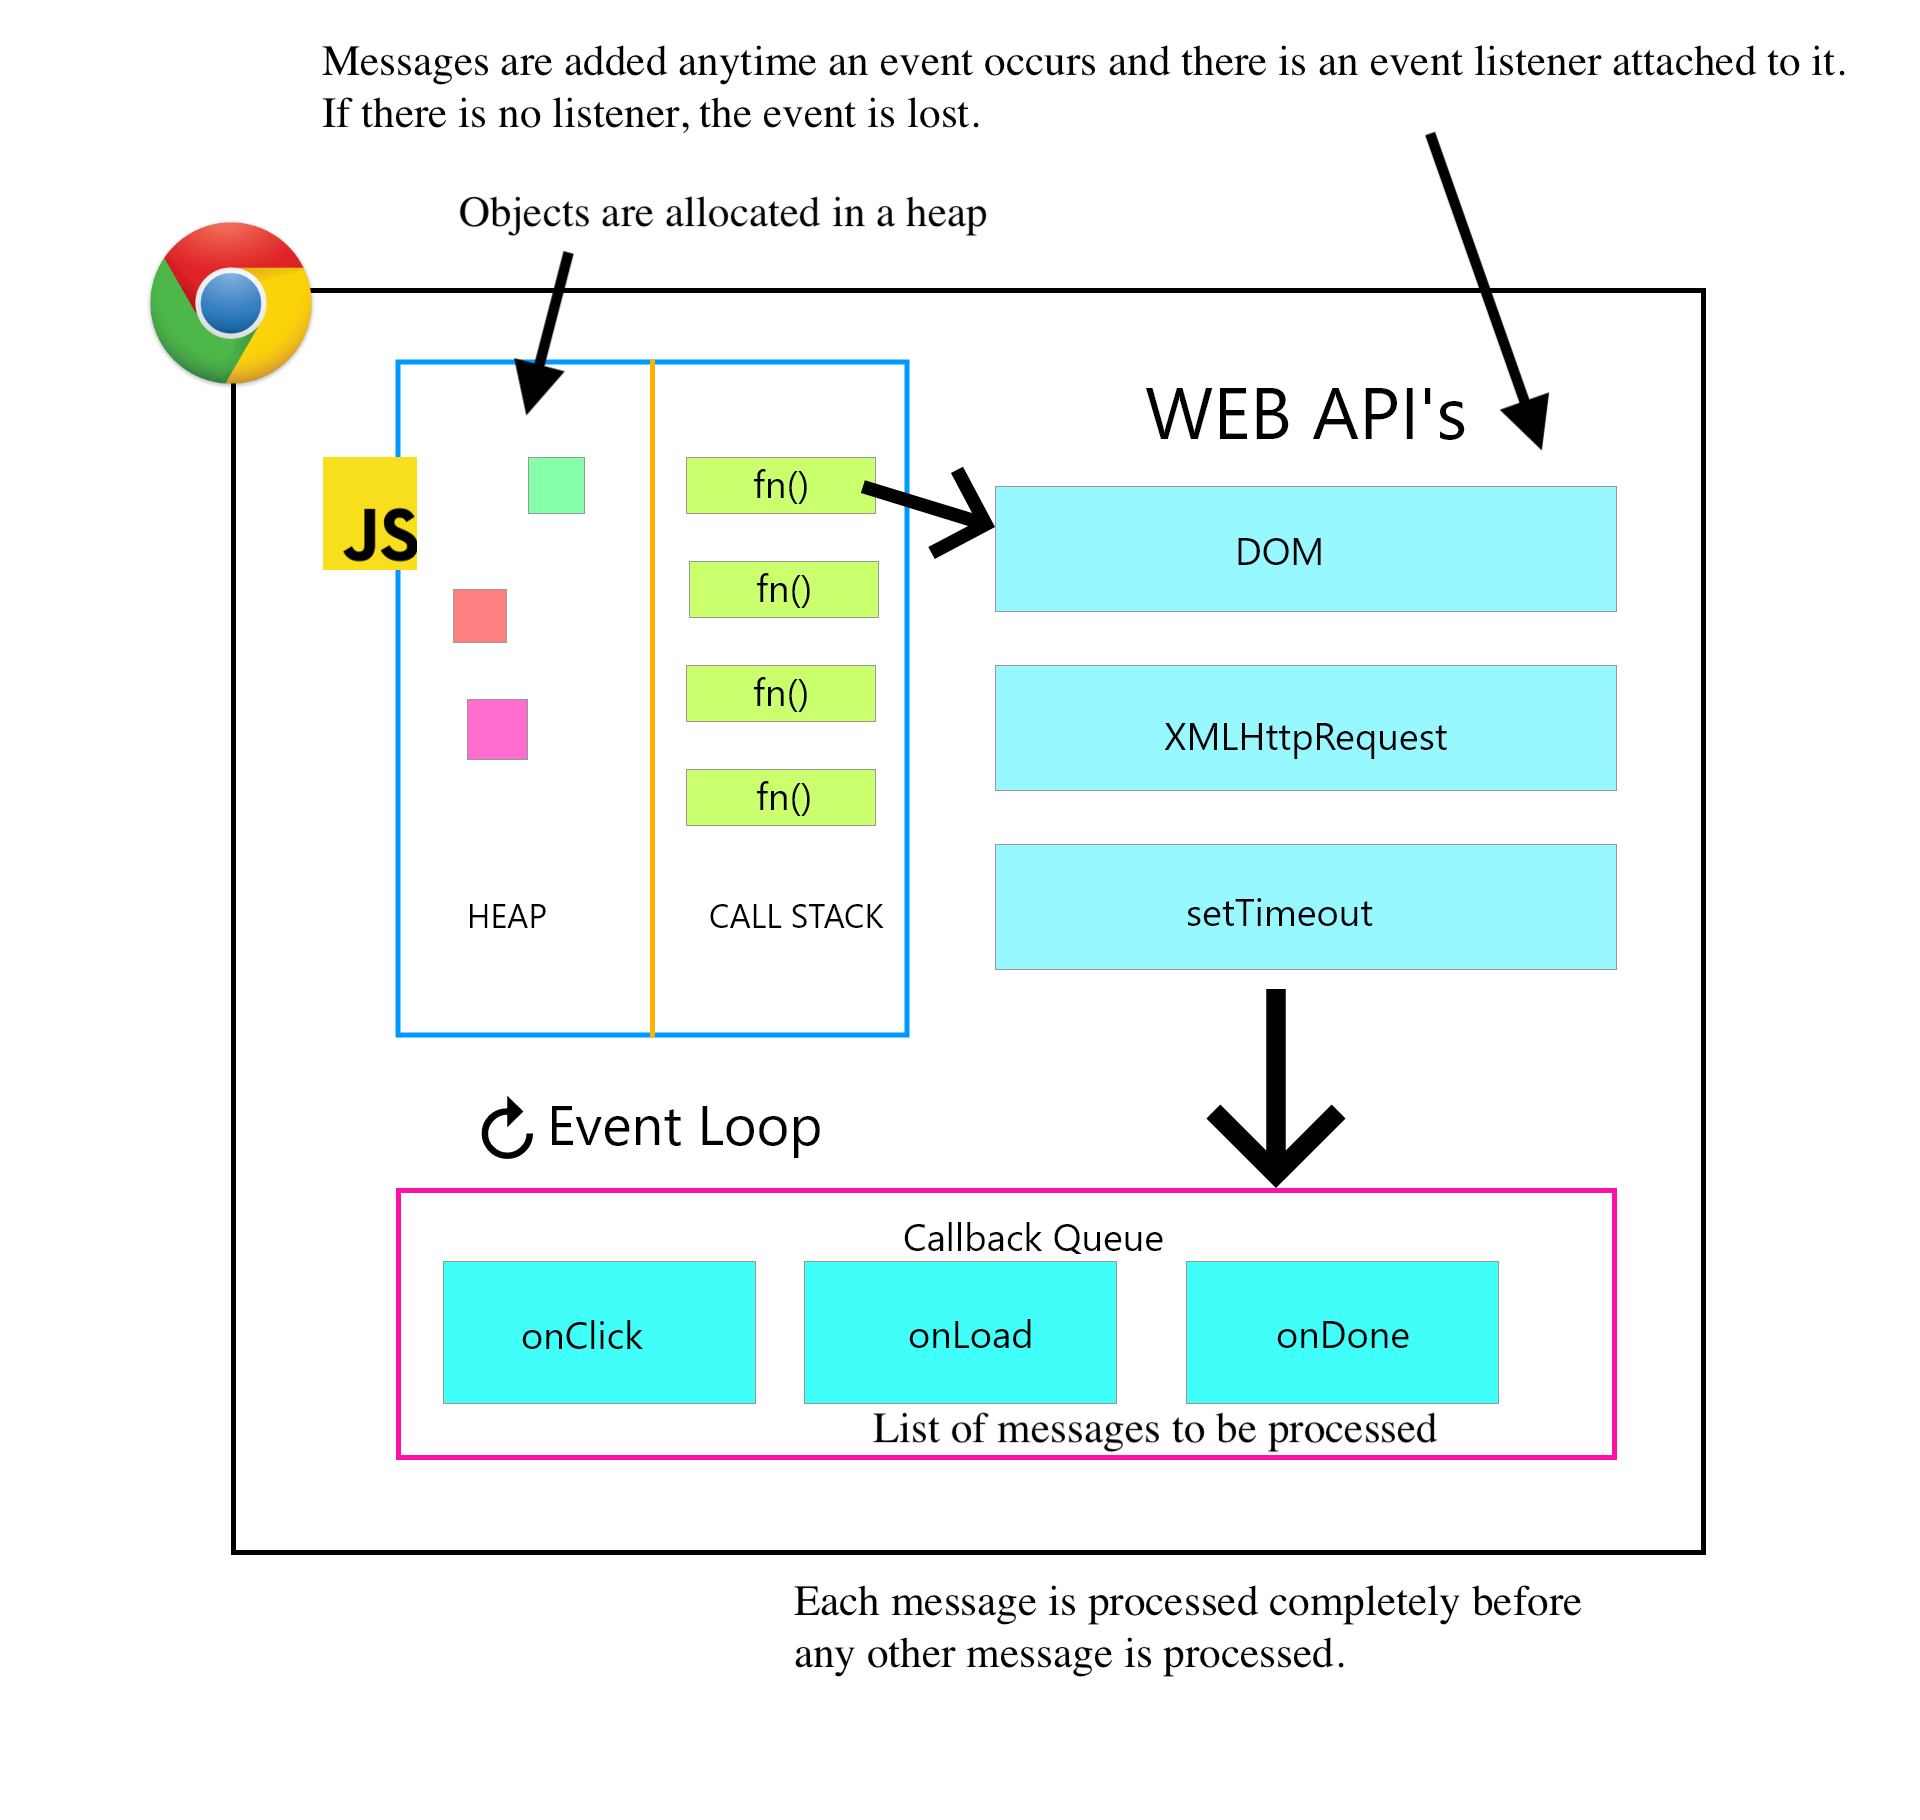 Messages are added anytime an event occurs and there is an event listener attached to it.
If there is no listener, the event is lost.
Objects are allocated in a heap
WEB API's
JS
fn()
fn()
fn()
fn()
HEAP
CALL STACK
DOM
XMLHttpRequest
setTimeout
Event Loop
Callback Queue
onClick
onLoad
onDone
List of messages to be processed
Each message is processed completely before
any other message is processed.